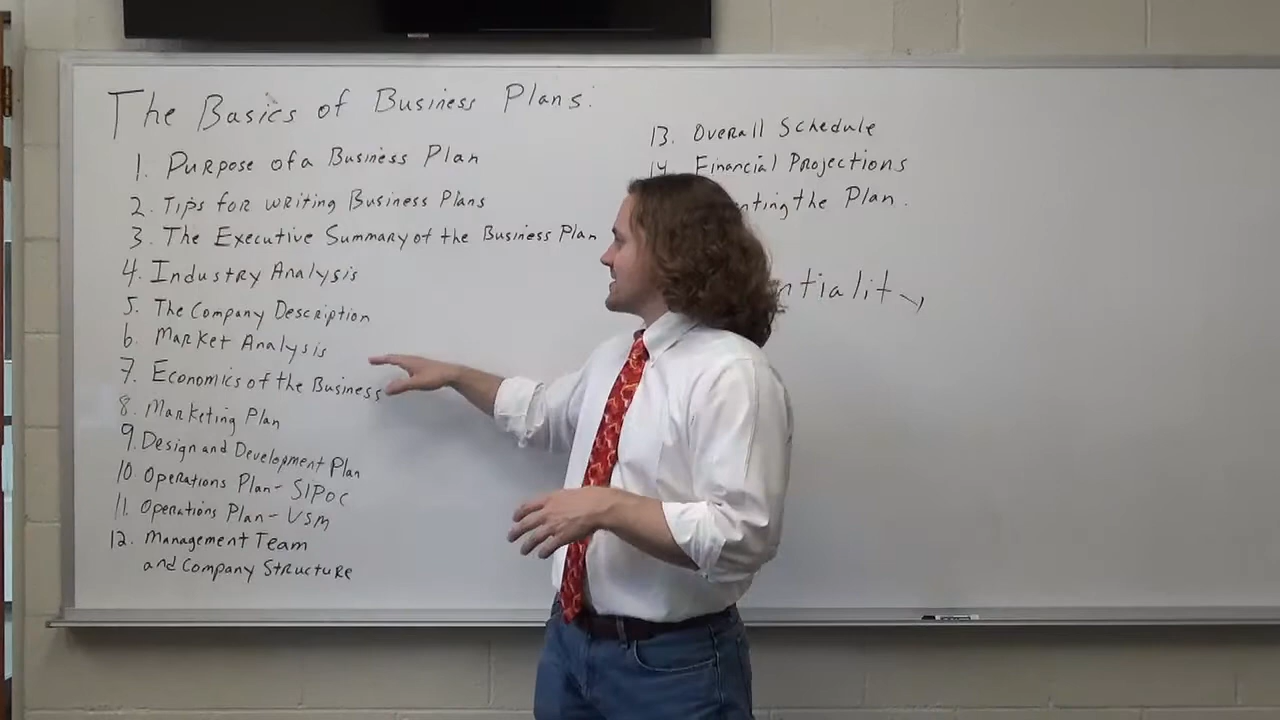 The Basics of Business Plans:
1. Purpose of a Business Plan
2. Tips for writing Business Plans
3. The Executive Summary of the Business Plan
4. Industry Analysis
5. The Company Description
6. Market Analysis
7. Economics of the Business
8. Marketing Plan
9. Design and Development Plan
10. Operations Plan - SIPOC
11. Operations Plan - VSM
12. Management Team
and Company Structure
13. Overall Schedule
14. Financial Projections
the Plan.